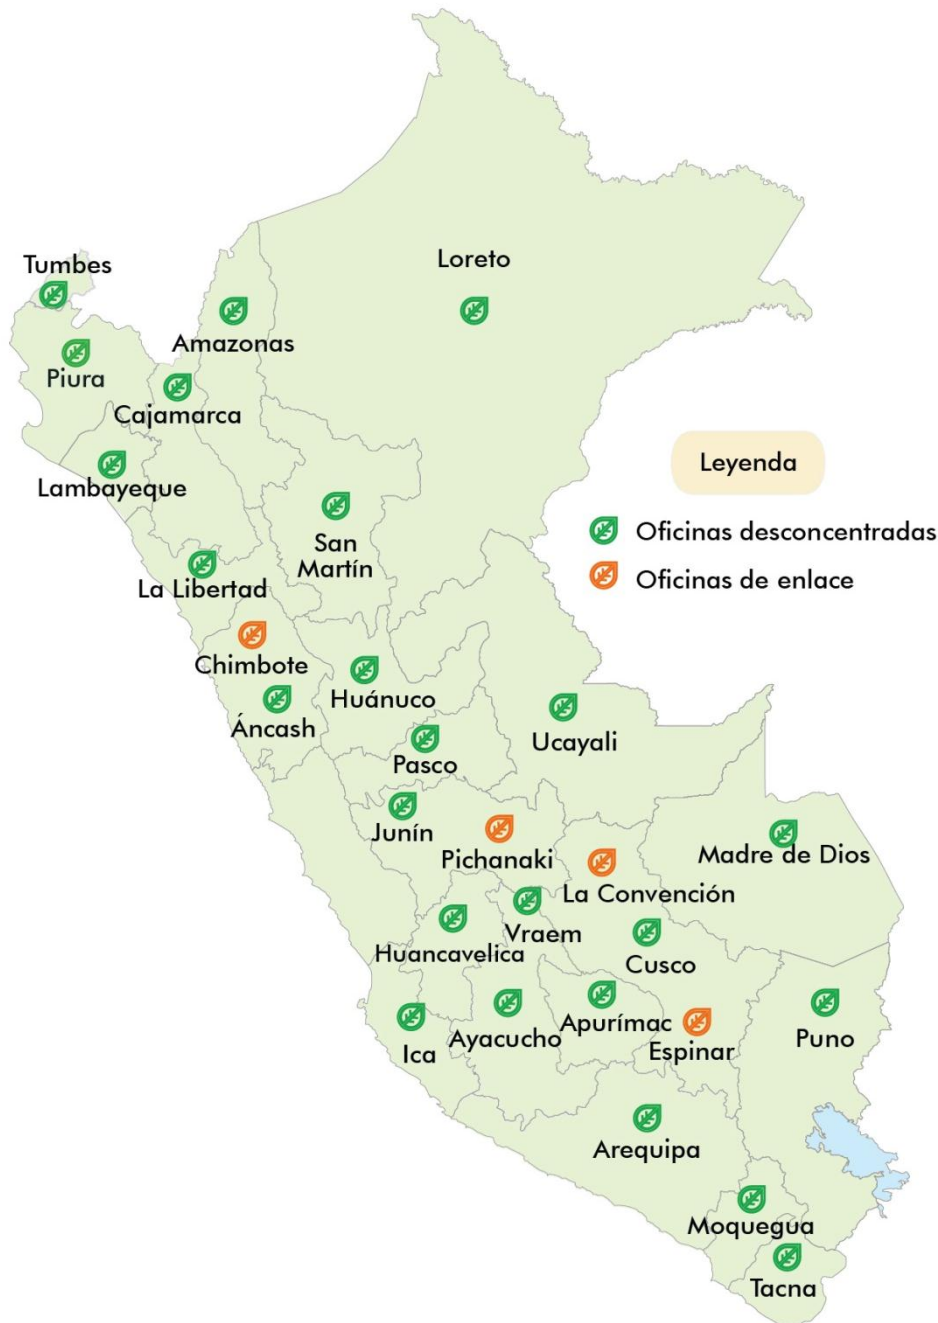 Loreto
Tumbes
Amazonas
Piura
Cajamarca
Leyenda
Lambayeque
Oficinas desconcentradas
San
Martín
La Libertad
Oficinas de enlace
Chimbote
Huánuco
Áncash
Ucayali
Pasco
Junín
Pichanaki
Madre de Dios
La Convención
Vraem
Huancavelica
Cusco
Apurímac
Ayacucho
Puno
Ica
Espinar
Arequipa
Moquegua
Tacna